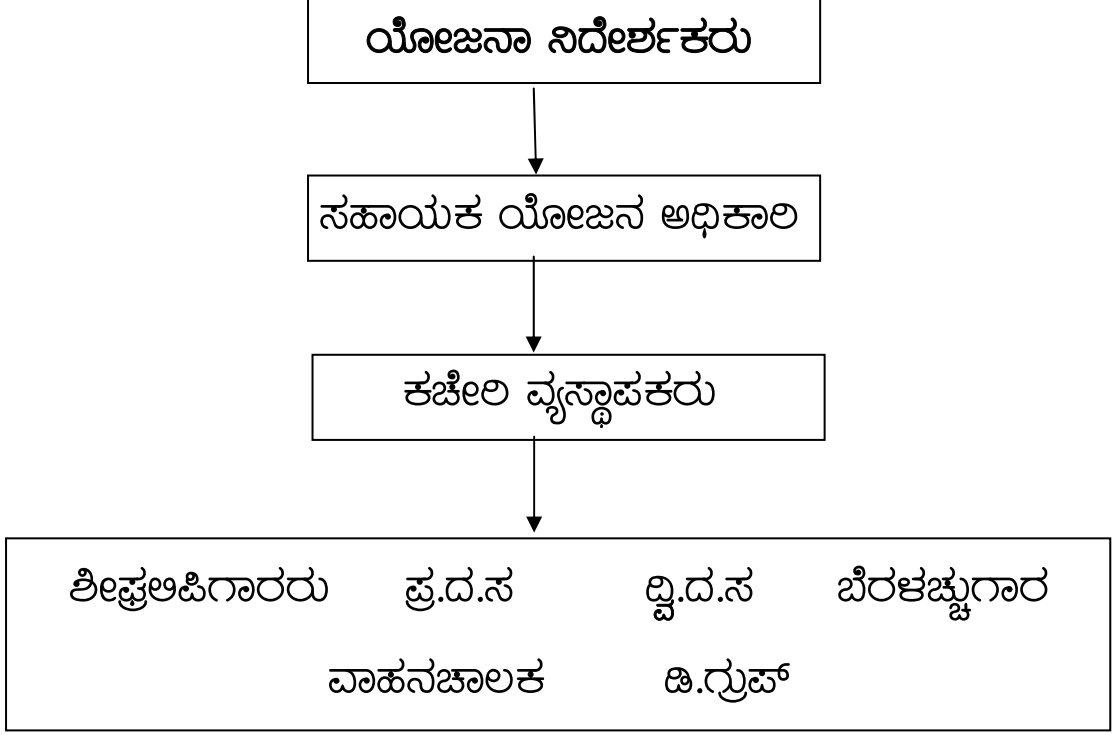 ಯೋಜನಾ ನಿರ್ದೇಶಕರು
ಸಹಾಯಕ ಯೋಜನ ಅಧಿಕಾರಿ
ಕಚೇರಿ ವ್ಯಸ್ಥಾಪಕರು
ಶೀಘ್ರಲಿಪಿಗಾರರು ಪ್ರ.ದ.ಸ ದ್ವಿ.ದ.ಸ ಬೆರಳಚ್ಚುಗಾರ
ವಾಹನಚಾಲಕ ಡಿ.ಗ್ರುಪ್